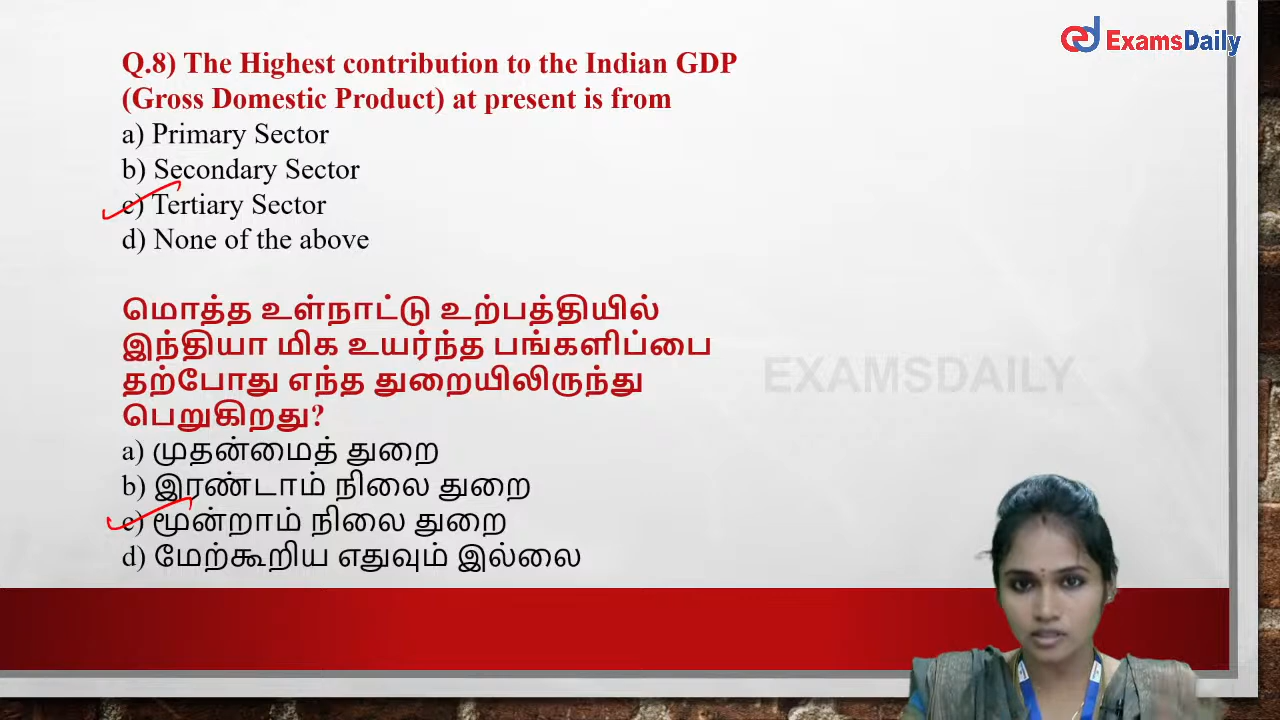 ExamsDaily
Q.8) The Highest contribution to the Indian GDP
(Gross Domestic Product) at present is from
a) Primary Sector
b) Secondary Sector
c) Tertiary Sector
d) None of the above
மொத்த உள்நாட்டு உற்பத்தியில்
இந்தியா மிக உயர்ந்த பங்களிப்பை
தற்போது எந்த துறையிலிருந்து
பெறுகிறது?
a) முதன்மைத் துறை
b) இரண்டாம் நிலை துறை
c) மூன்றாம் நிலை துறை
d) மேற்கூறிய எதுவும் இல்லை
EXAMSDAILY